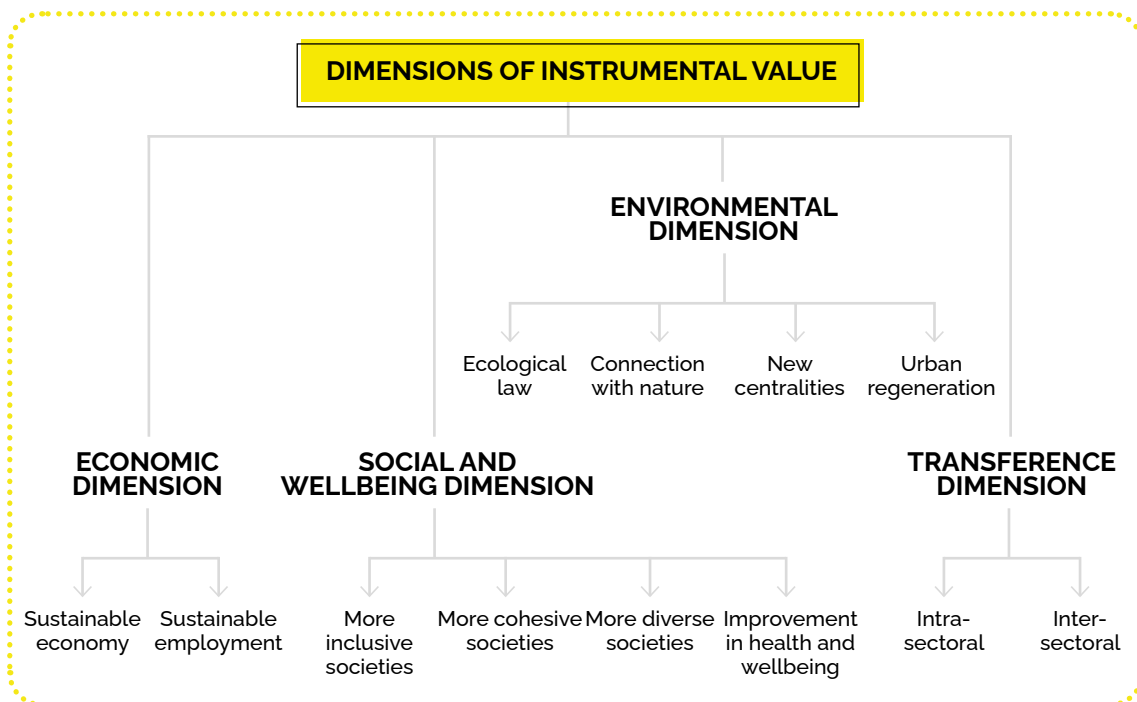 DIMENSIONS OF INSTRUMENTAL VALUE
ENVIRONMENTAL
DIMENSION
Ecological
law
Connection
with nature
New
centralities
Urban
regeneration
ECONOMIC
DIMENSION
SOCIAL AND
WELLBEING DIMENSION
TRANSFERENCE
DIMENSION
Sustainable
economy
Sustainable
employment
More
inclusive
societies
More cohesive
societies
More diverse
societies
Improvement
in health and
wellbeing
Intra-
sectoral
Inter-
sectoral